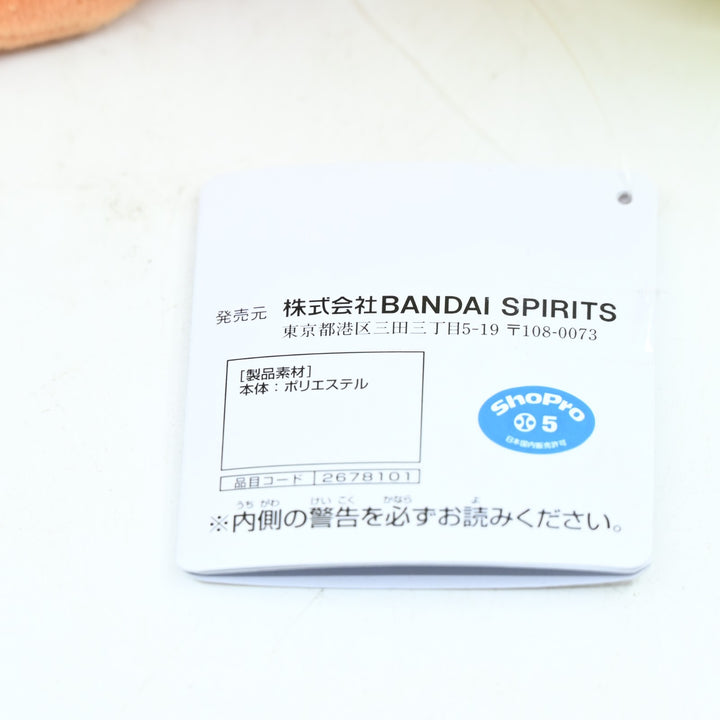 発売元 株式会社BANDAI SPIRITS
東京都港区三田三丁目5-19 〒108-0073
[製品素材]
本体：ポリエステル
ShoPro
5
日本国内販売許可
品目コード 2678101
うち がわ けい こく かなら よ
※内側の警告を必ずお読みください。